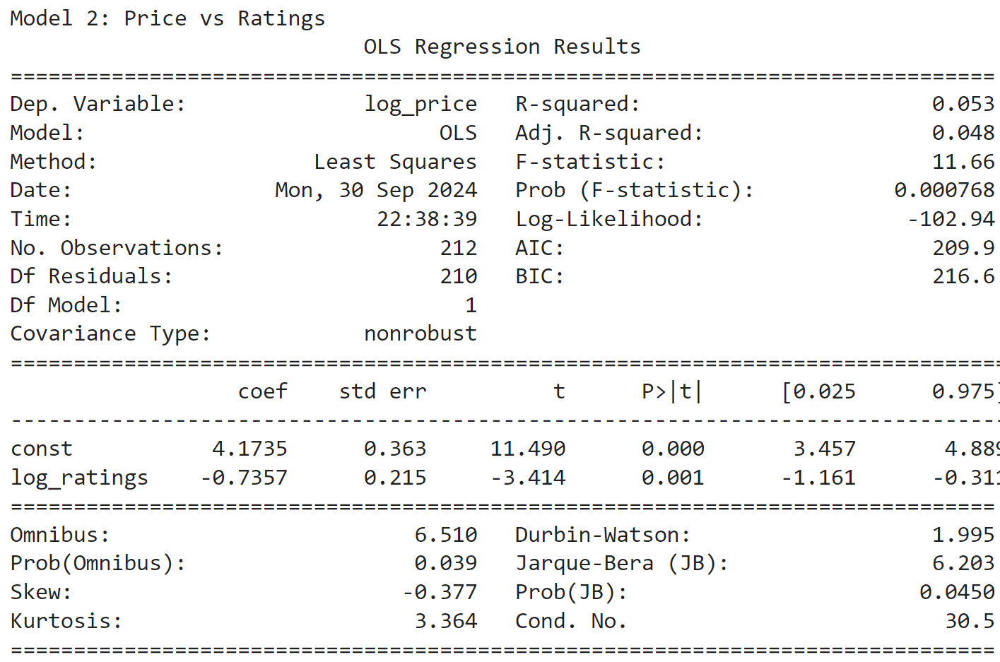 Model 2: Price vs Ratings
OLS Regression Results
==============================================================================
Dep. Variable: log_price R-squared: 0.053
Model: OLS Adj. R-squared: 0.048
Method: Least Squares F-statistic: 11.66
Date: Mon, 30 Sep 2024 Prob (F-statistic): 0.000768
Time: 22:38:39 Log-Likelihood: -102.94
No. Observations: 212 AIC: 209.9
Df Residuals: 210 BIC: 216.6
Df Model: 1
Covariance Type: nonrobust
===============================================================================
coef std err t P>|t| [0.025 0.975]
-------------------------------------------------------------------------------
const 4.1735 0.363 11.490 0.000 3.457 4.889
log_ratings -0.7357 0.215 -3.414 0.001 -1.161 -0.311
==============================================================================
Omnibus: 6.510 Durbin-Watson: 1.995
Prob(Omnibus): 0.039 Jarque-Bera (JB): 6.203
Skew: -0.377 Prob(JB): 0.0450
Kurtosis: 3.364 Cond. No. 30.5
==============================================================================